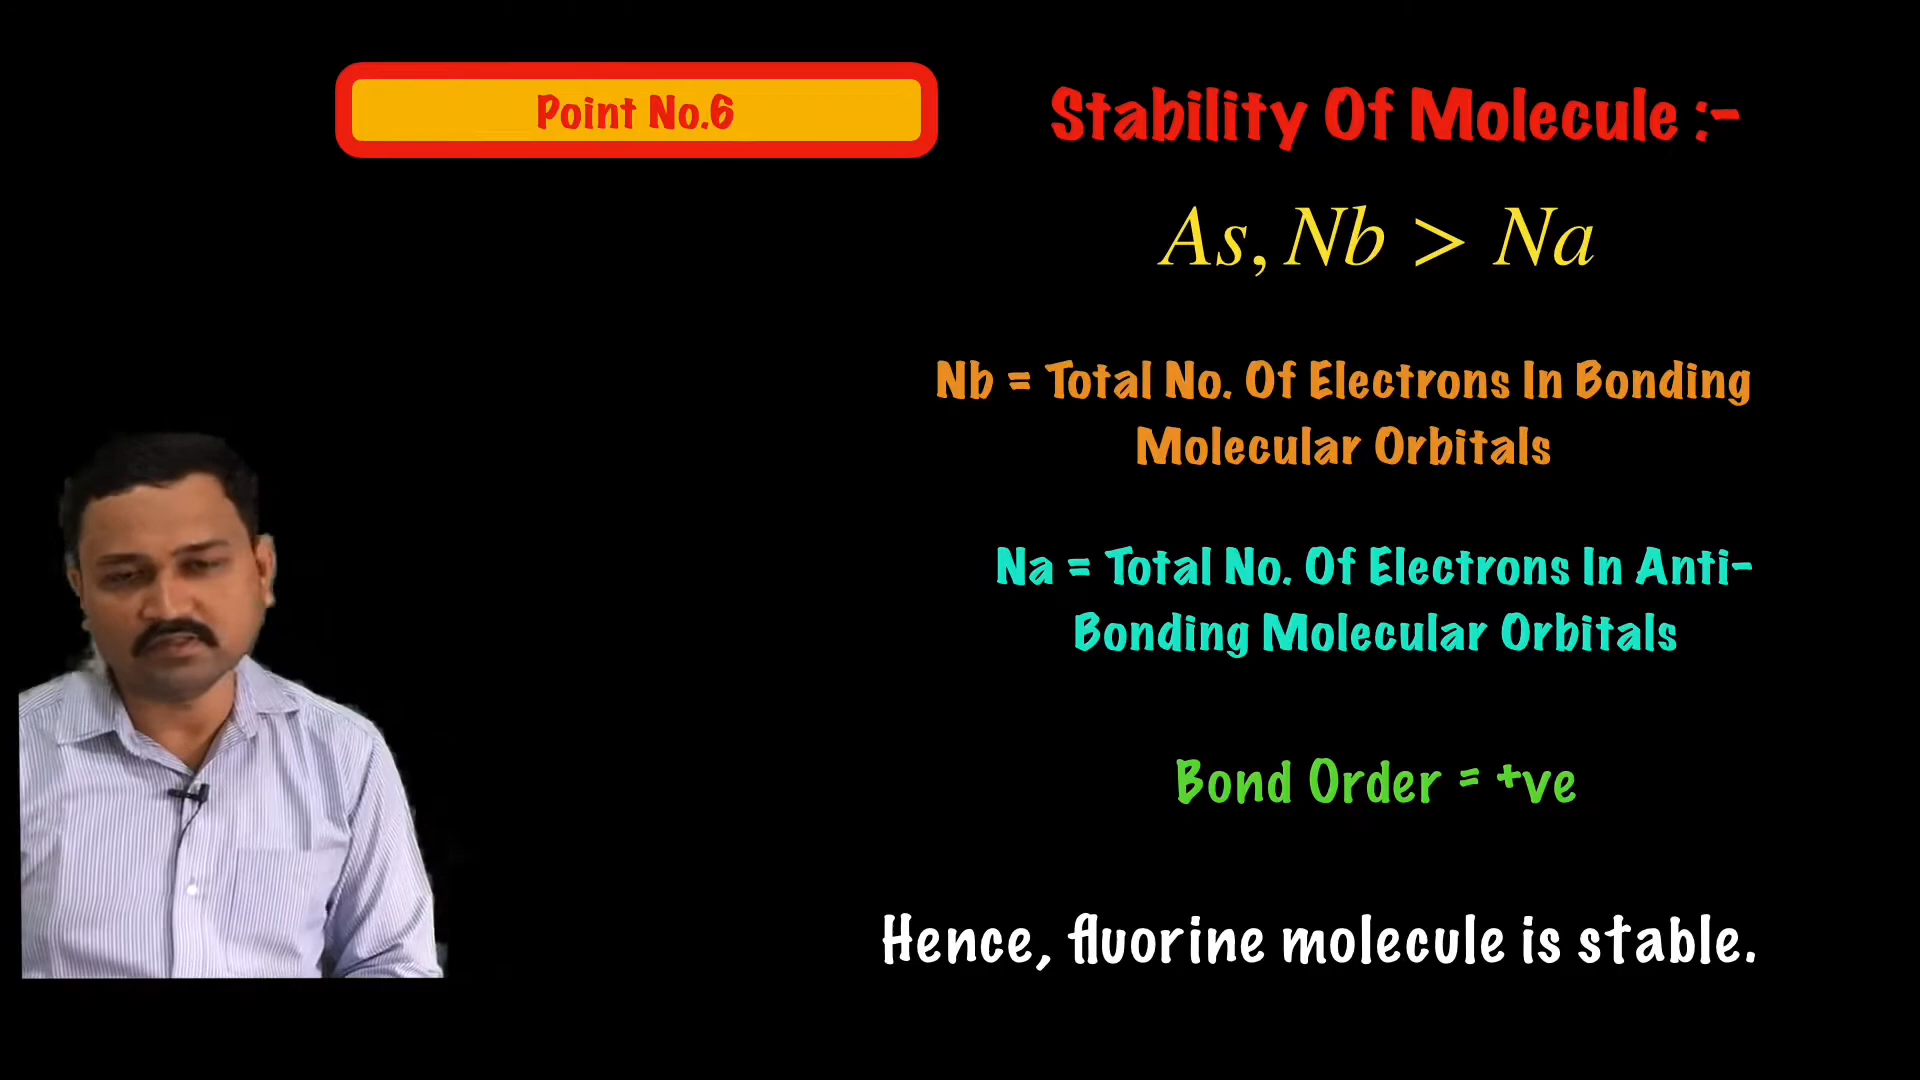 Point No.6
Stability Of Molecule :-
As, Nb > Na
Nb = Total No. Of Electrons In Bonding
Molecular Orbitals
Na = Total No. Of Electrons In Anti-
Bonding Molecular Orbitals
Bond Order = +ve
Hence, fluorine molecule is stable.